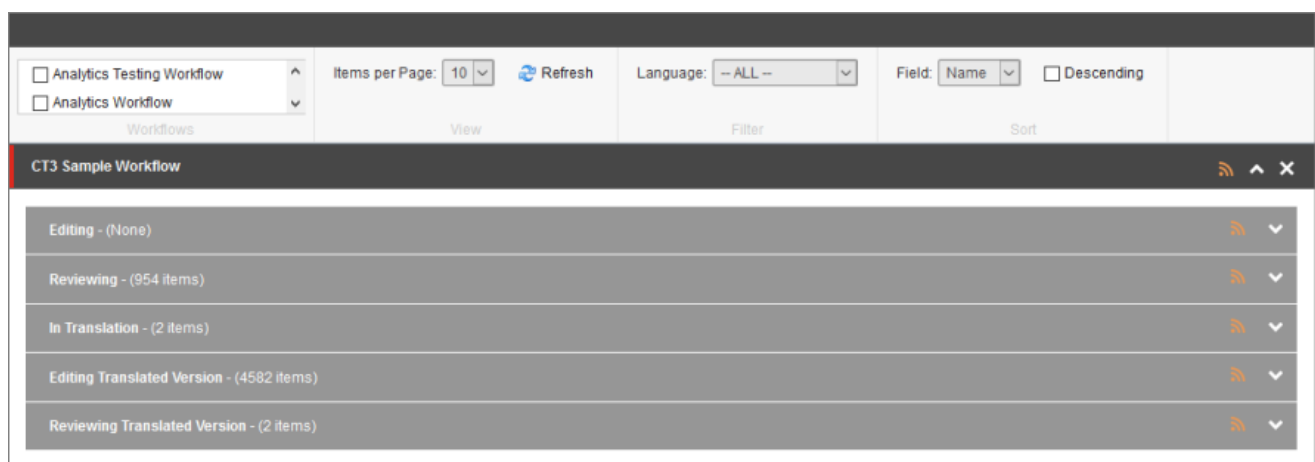 Analytics Testing Workflow
Analytics Workflow
Workflows
Items per Page: 10 Refresh
View
Language: -- ALL --
Filter
Field: Name Descending
Sort
CT3 Sample Workflow
Editing - (None)
Reviewing - (954 items)
In Translation - (2 items)
Editing Translated Version - (4582 items)
Reviewing Translated Version - (2 items)